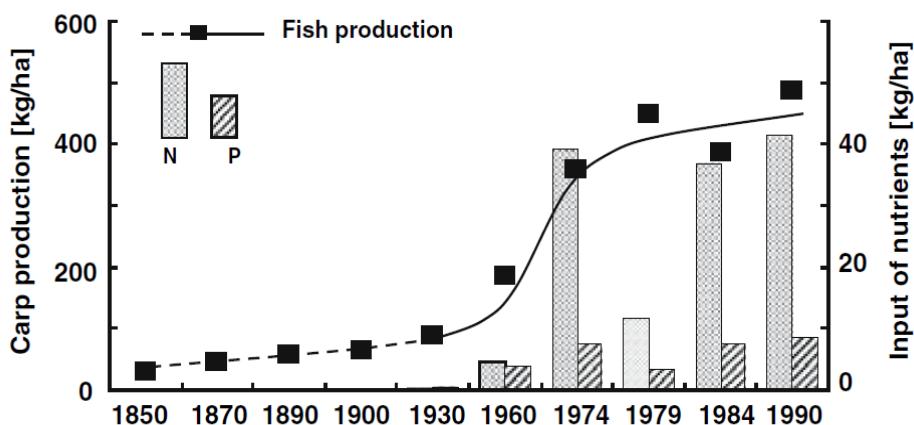 600
Fish production
400
200
0
Carp production [kg/ha]
N P
40
20
0
Input of nutrients [kg/ha]
1850 1870 1890 1900 1930 1960 1974 1979 1984 1990